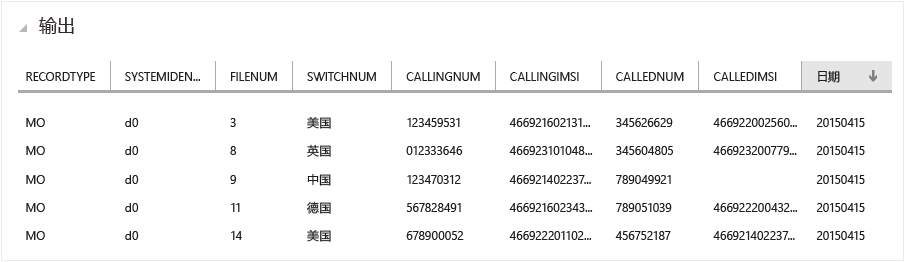 输出
RECORDTYPE SYSTEMIDEN... FILENUM SWITCHNUM CALLINGNUM CALLINGIMSI CALLEDNUM CALLEDIMSI 日期
MO d0 3 美国 123459531 466921602131... 345626629 466922002560... 20150415
MO d0 8 英国 012333646 466923101048... 345604805 466923200779... 20150415
MO d0 9 中国 123470312 466921402237... 789049921 20150415
MO d0 11 德国 567828491 466921602343... 789051039 466922200432... 20150415
MO d0 14 美国 678900052 466922201102... 456752187 466921402237... 20150415